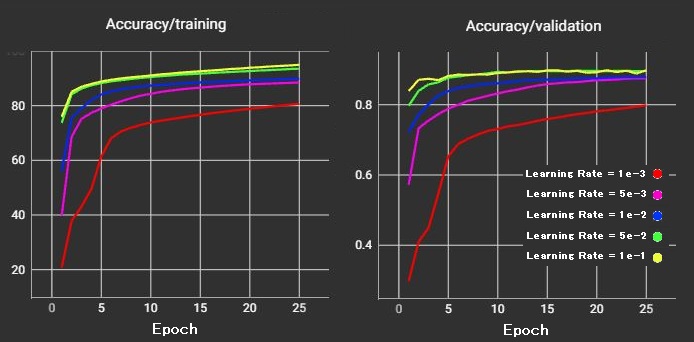 Accuracy/training
100
80
60
40
20
0
5
10
15
20
25
Epoch
Accuracy/validation
0.8
0.6
0.4
Learning Rate = 1e-3
Learning Rate = 5e-3
Learning Rate = 1e-2
Learning Rate = 5e-2
Learning Rate = 1e-1
0
5
10
15
20
25
Epoch